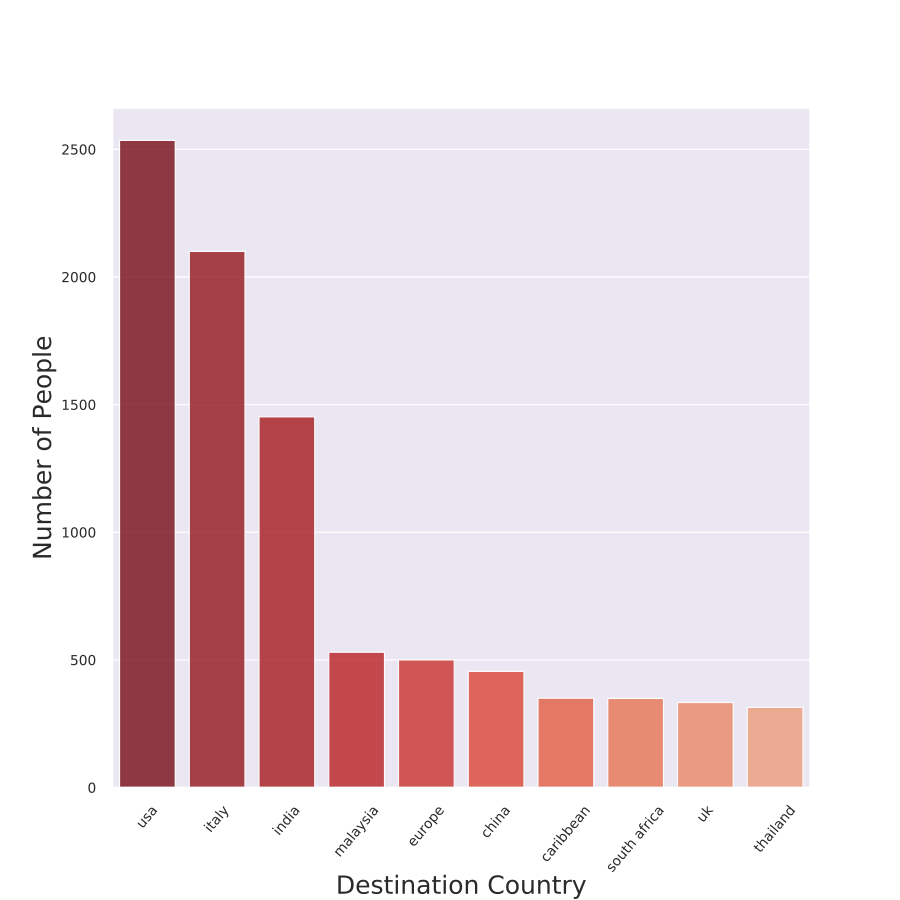 Number of People
2500
2000
1500
1000
500
0
usa
italy
india
malaysia
europe
china
caribbean
south africa
uk
thailand
Destination Country